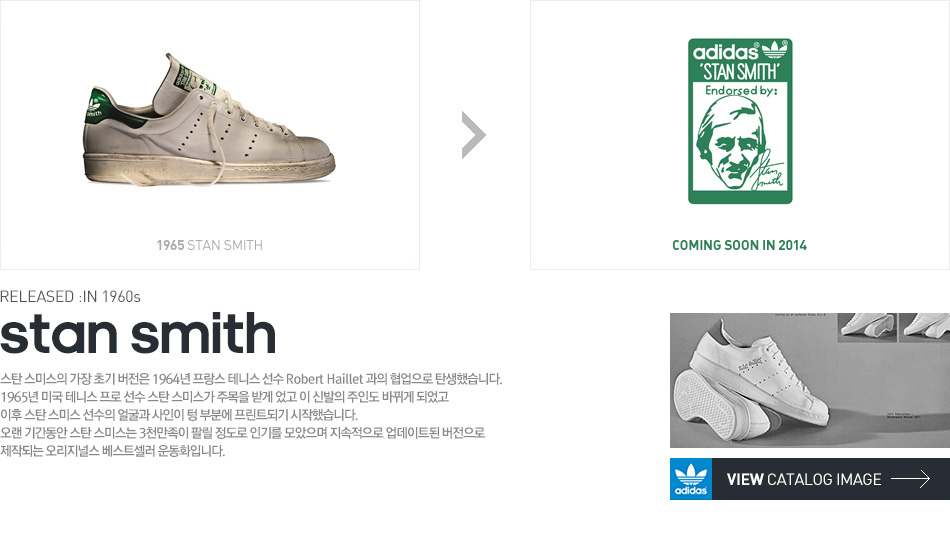 adidas
'STAN SMITH'
Endorsed by:
Stan Smith
1965 STAN SMITH
COMING SOON IN 2014
RELEASED :IN 1960s
stan smith
스탄 스미스의 가장 초기 버전은 1964년 프랑스 테니스 선수 Robert Haillet 과의 협업으로 탄생했습니다.
1965년 미국 테니스 프로 선수 스탄 스미스가 주목을 받게 었고 이 신발의 주인도 바뀌게 되었고
이후 스탄 스미스 선수의 얼굴과 사인이 텅 부분에 프린트되기 시작했습니다.
오랜 기간동안 스탄 스미스는 3천만족이 팔릴 정도로 인기를 모았으며 지속적으로 업데이트된 버전으로
제작되는 오리지널스 베스트셀러 운동화입니다.
adidas
VIEW CATALOG IMAGE